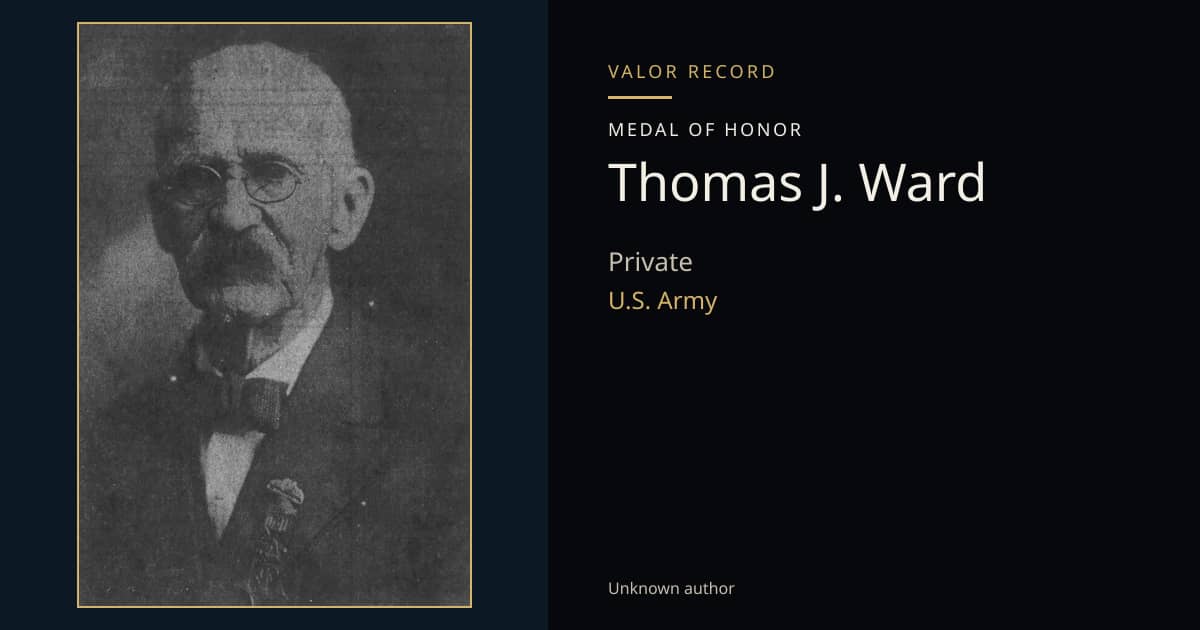 VALOR RECORD
MEDAL OF HONOR
Thomas J. Ward
Private
U.S. Army
Unknown author